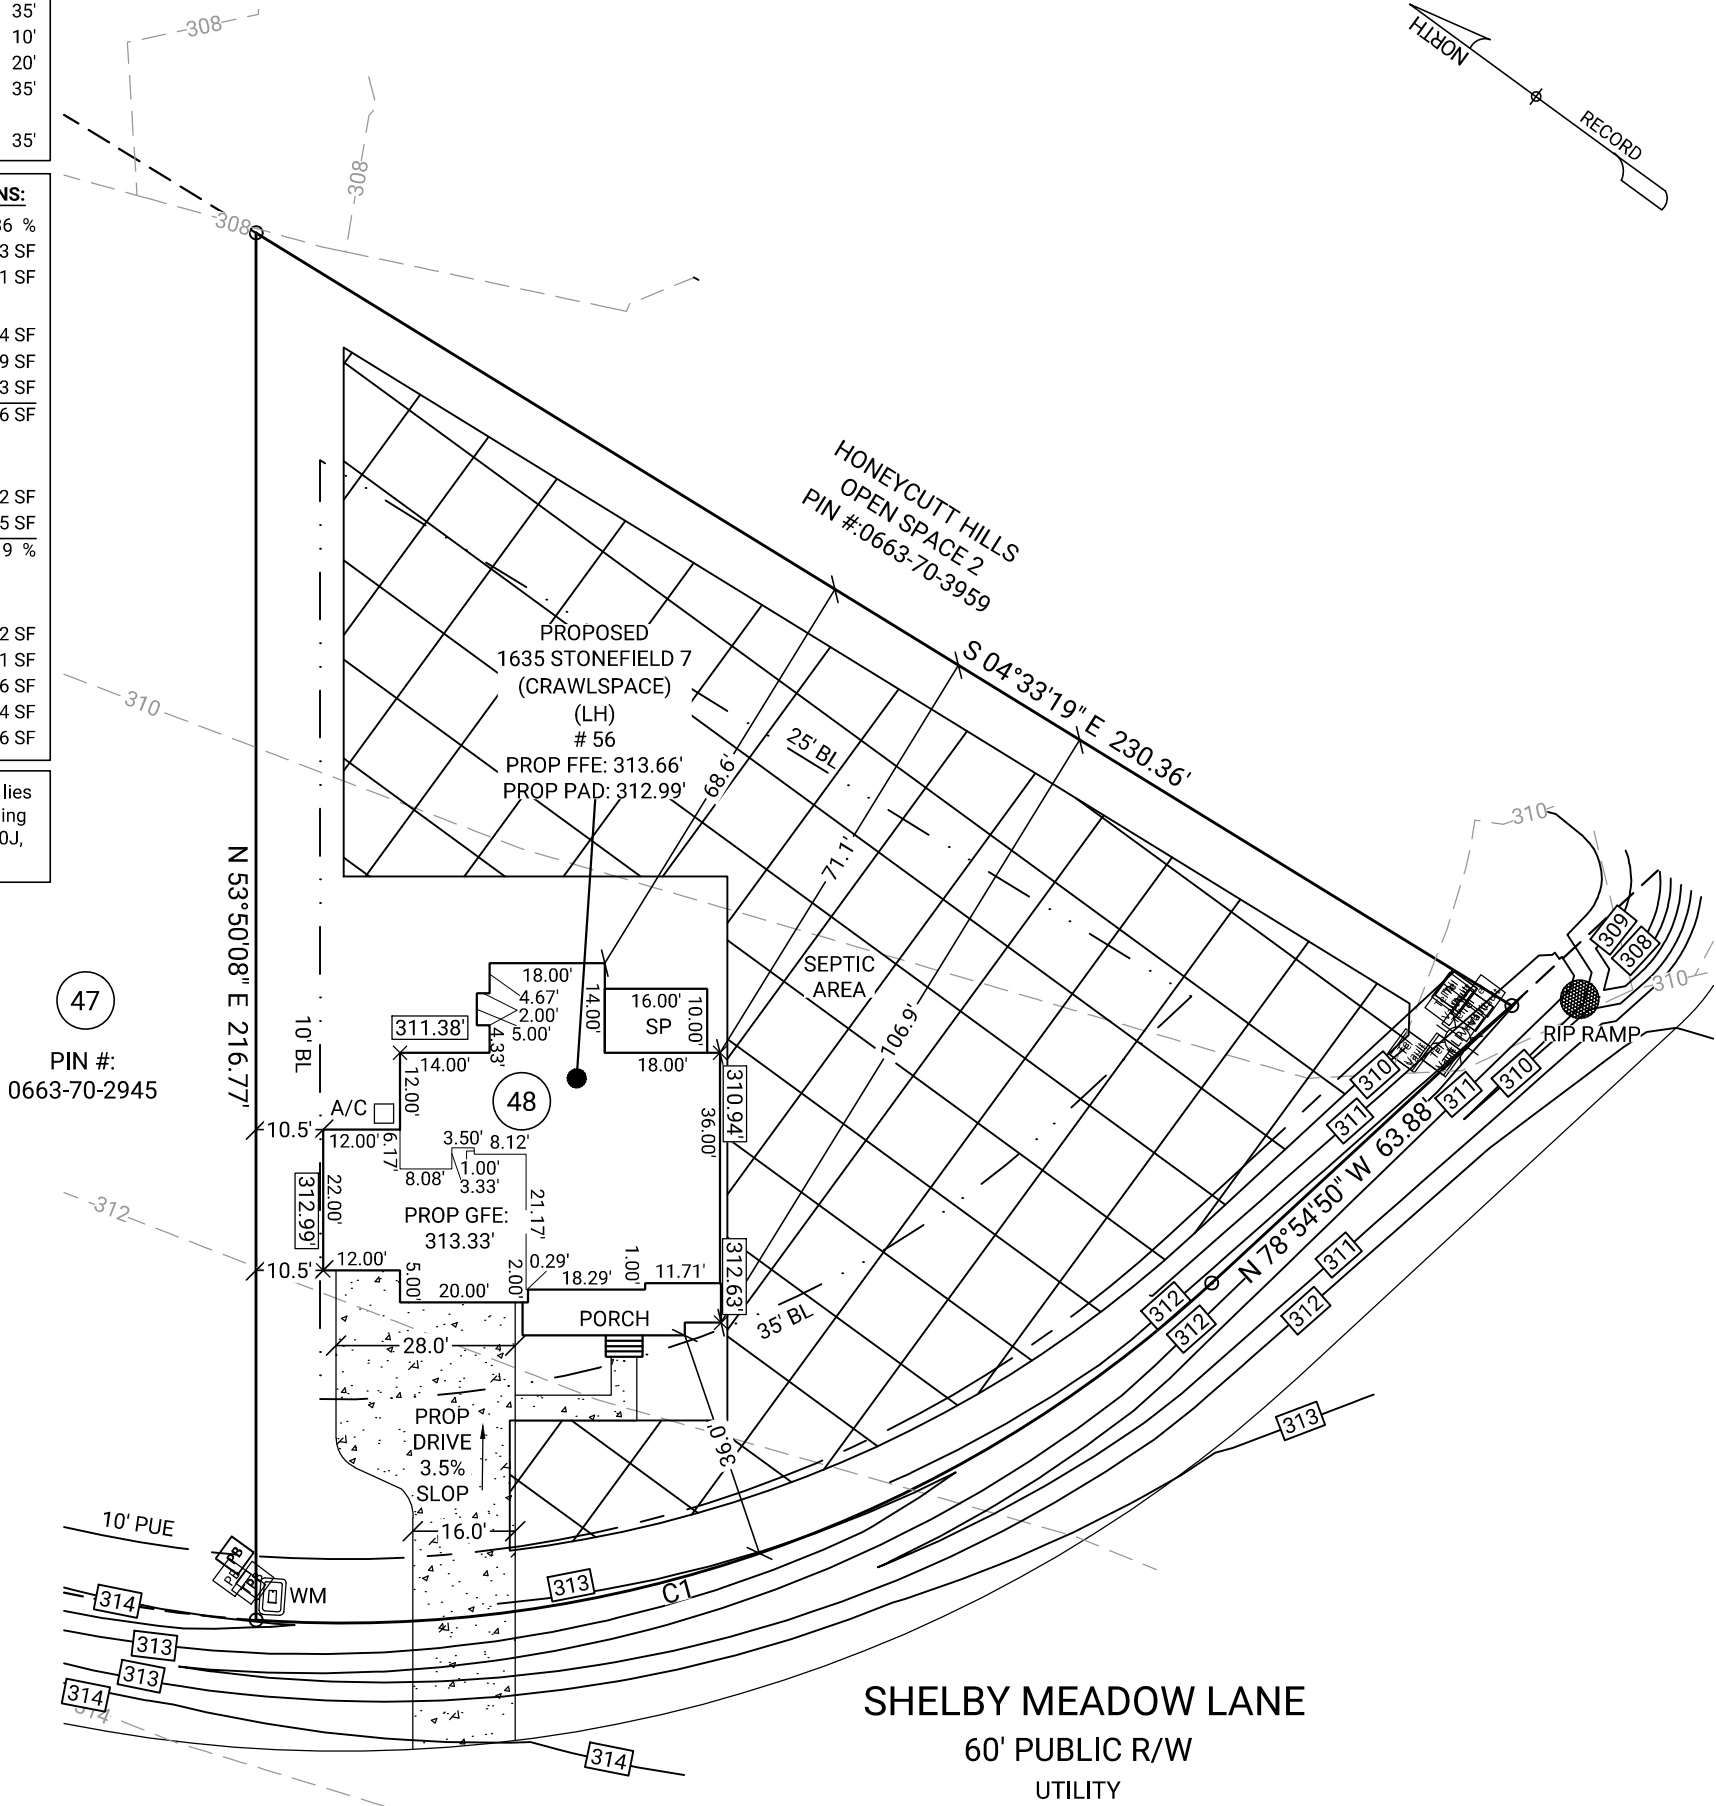 35'
10'
20'
35'
35'
NS:
36 %
3 SF
1 SF
4 SF
9 SF
3 SF
6 SF
2 SF
5 SF
9 %
2 SF
1 SF
6 SF
4 SF
6 SF
lies
ing
0J,
308
308
308
NORTH
RECORD
HONEYCUTT HILLS
OPEN SPACE 2
PIN #:0663-70-3959
S 04°33'19" E 230.36'
PROPOSED
1635 STONEFIELD 7
(CRAWLSPACE)
(LH)
# 56
PROP FFE: 313.66'
PROP PAD: 312.99'
310
25' BL
68.6'
71.1'
106.9'
SEPTIC
AREA
N 53°50'08" E 216.77'
10' BL
47
PIN #:
0663-70-2945
310
309
308
310
RIP RAMP
18.00'
4.67'
2.00'
5.00'
4.33'
14.00'
16.00'
SP
10.00'
18.00'
311.38'
14.00'
12.00'
48
310.94'
36.00'
A/C
10.5'
12.00'
6.17'
3.50'
8.12'
8.08'
1.00'
3.33'
312.99'
22.00'
PROP GFE:
313.33'
21.17'
312
10.5'
12.00'
5.00'
20.00'
2.00'
0.29'
18.29'
1.00'
11.71'
312.63'
PORCH
35' BL
28.0'
PROP
DRIVE
3.5%
SLOP
16.0'
36.0'
310
311
311
310
N 78°54'50" W 63.88'
312
312
311
312
313
10' PUE
PB
PB
PB
WM
314
313
313
314
314
313
C1
314
SHELBY MEADOW LANE
60' PUBLIC R/W
UTILITY